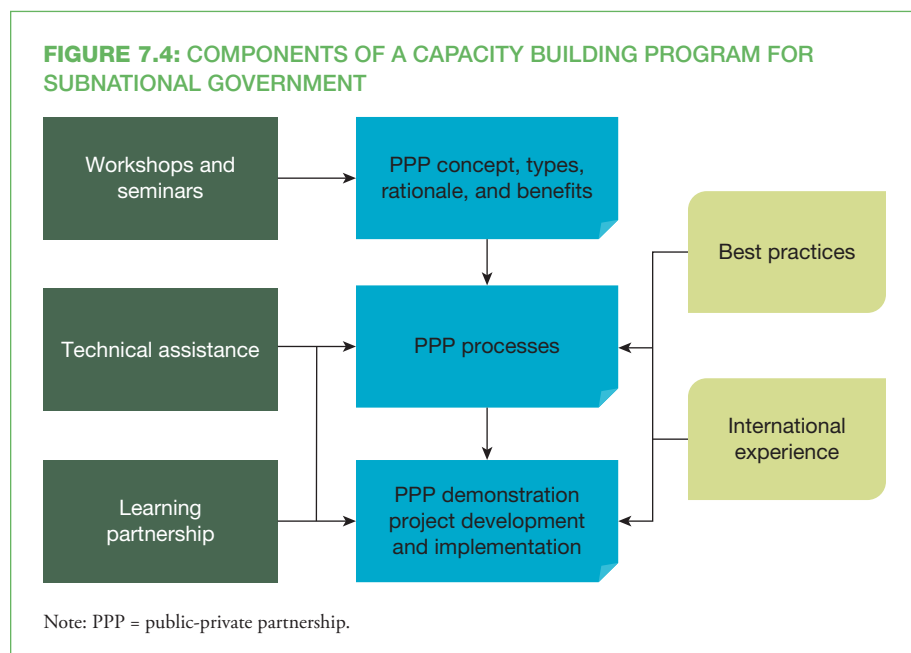 FIGURE 7.4: COMPONENTS OF A CAPACITY BUILDING PROGRAM FOR
SUBNATIONAL GOVERNMENT
Workshops and
seminars
PPP concept, types,
rationale, and benefits
Best practices
Technical assistance
PPP processes
International
experience
Learning
partnership
PPP demonstration
project development
and implementation
Note: PPP = public-private partnership.